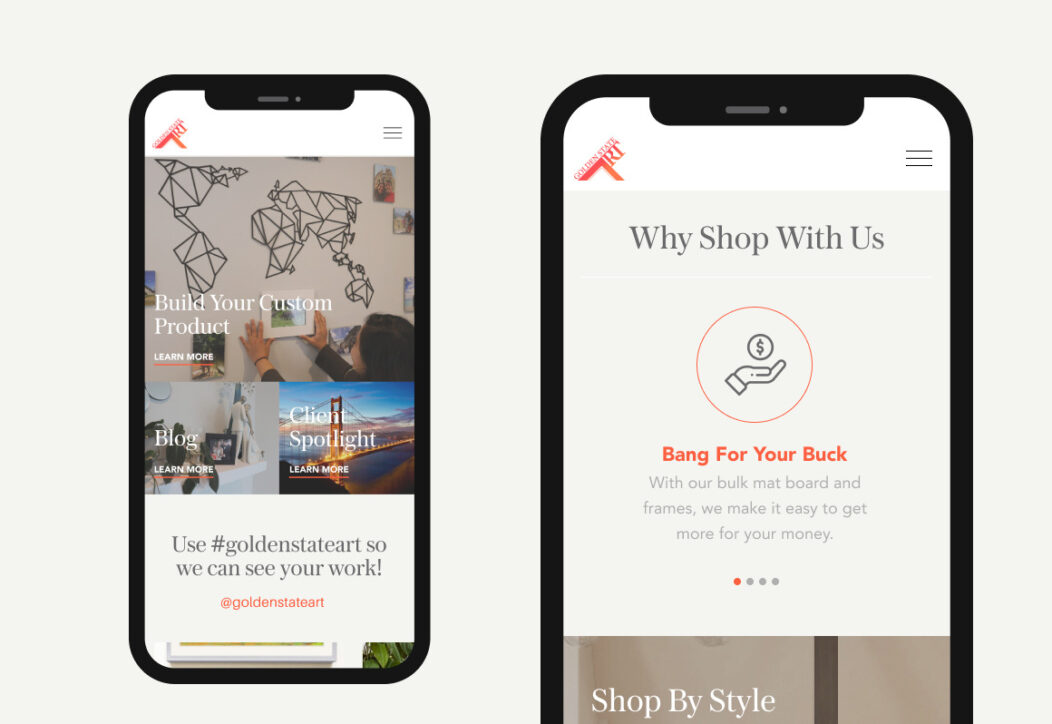 GOLDEN STATE
ART
Build Your Custom
Product
LEARN MORE
Blog
LEARN MORE
Client
Spotlight
LEARN MORE
Use #goldenstateart so
we can see your work!
@goldenstateart
GOLDEN STATE
ART
Why Shop With Us
$
Bang For Your Buck
With our bulk mat board and
frames, we make it easy to get
more for your money.
Shop By Style